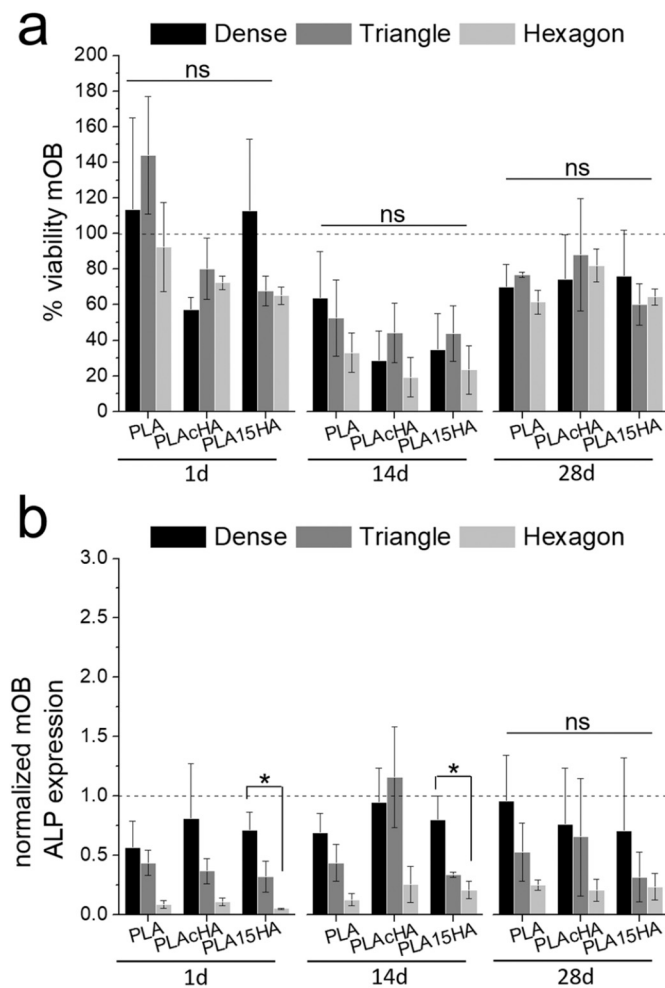 a
Dense Triangle Hexagon
200
180
160
140
120
100
80
60
40
20
0
% viability mOB
ns
ns
ns
PLA PLAcHA PLA15HA PLA PLAcHA PLA15HA PLA PLAcHA PLA15HA
1d 14d 28d
b
Dense Triangle Hexagon
3.0
2.5
2.0
1.5
1.0
0.5
0.0
normalized mOB
ALP expression
*
*
ns
PLA PLAcHA PLA15HA PLA PLAcHA PLA15HA PLA PLAcHA PLA15HA
1d 14d 28d